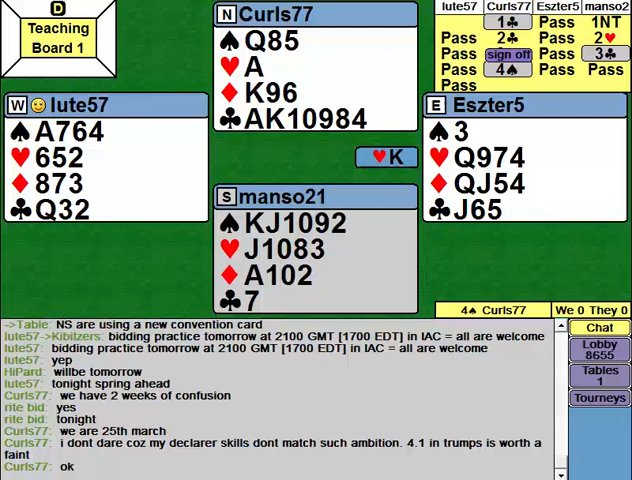 D
Teaching
Board 1
N Curls77
♠ Q85
♥ A
♦ K96
♣ AK10984
lute57 Curls77 Eszter5 manso2
1♣ Pass 1NT
Pass 2♣ Pass 2♥
Pass sign off Pass 3♣
Pass 4♠ Pass Pass
Pass
W lute57
♠ A764
♥ 652
♦ 873
♣ Q32
♥K
E Eszter5
♠ 3
♥ Q974
♦ QJ54
♣ J65
S manso21
♠ KJ1092
♥ J1083
♦ A102
♣ 7
4♠ Curls77 We 0 They 0
->Table: NS are using a new convention card
lute57->Kibitzers: bidding practice tomorrow at 2100 GMT [1700 EDT] in IAC = all are welcome
lute57: bidding practice tomorrow at 2100 GMT [1700 EDT] in IAC = all are welcome
lute57: yep
HiPard: willbe tomorrow
lute57: tonight spring ahead
Curls77: we have 2 weeks of confusion
rite bid: yes
rite bid: tonight
Curls77: we are 25th march
Curls77: i dont dare coz my declarer skills dont match such ambition. 4.1 in trumps is worth a
faint
Curls77: ok
Chat
Lobby
8655
Tables
1
Tourneys